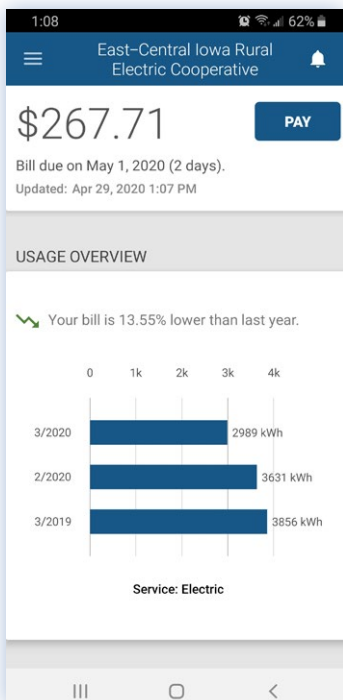 1:08
62%
East-Central Iowa Rural
Electric Cooperative
$267.71
PAY
Bill due on May 1, 2020 (2 days).
Updated: Apr 29, 2020 1:07 PM
USAGE OVERVIEW
Your bill is 13.55% lower than last year.
0 1k 2k 3k 4k
3/2020 2989 kWh
2/2020 3631 kWh
3/2019 3856 kWh
Service: Electric